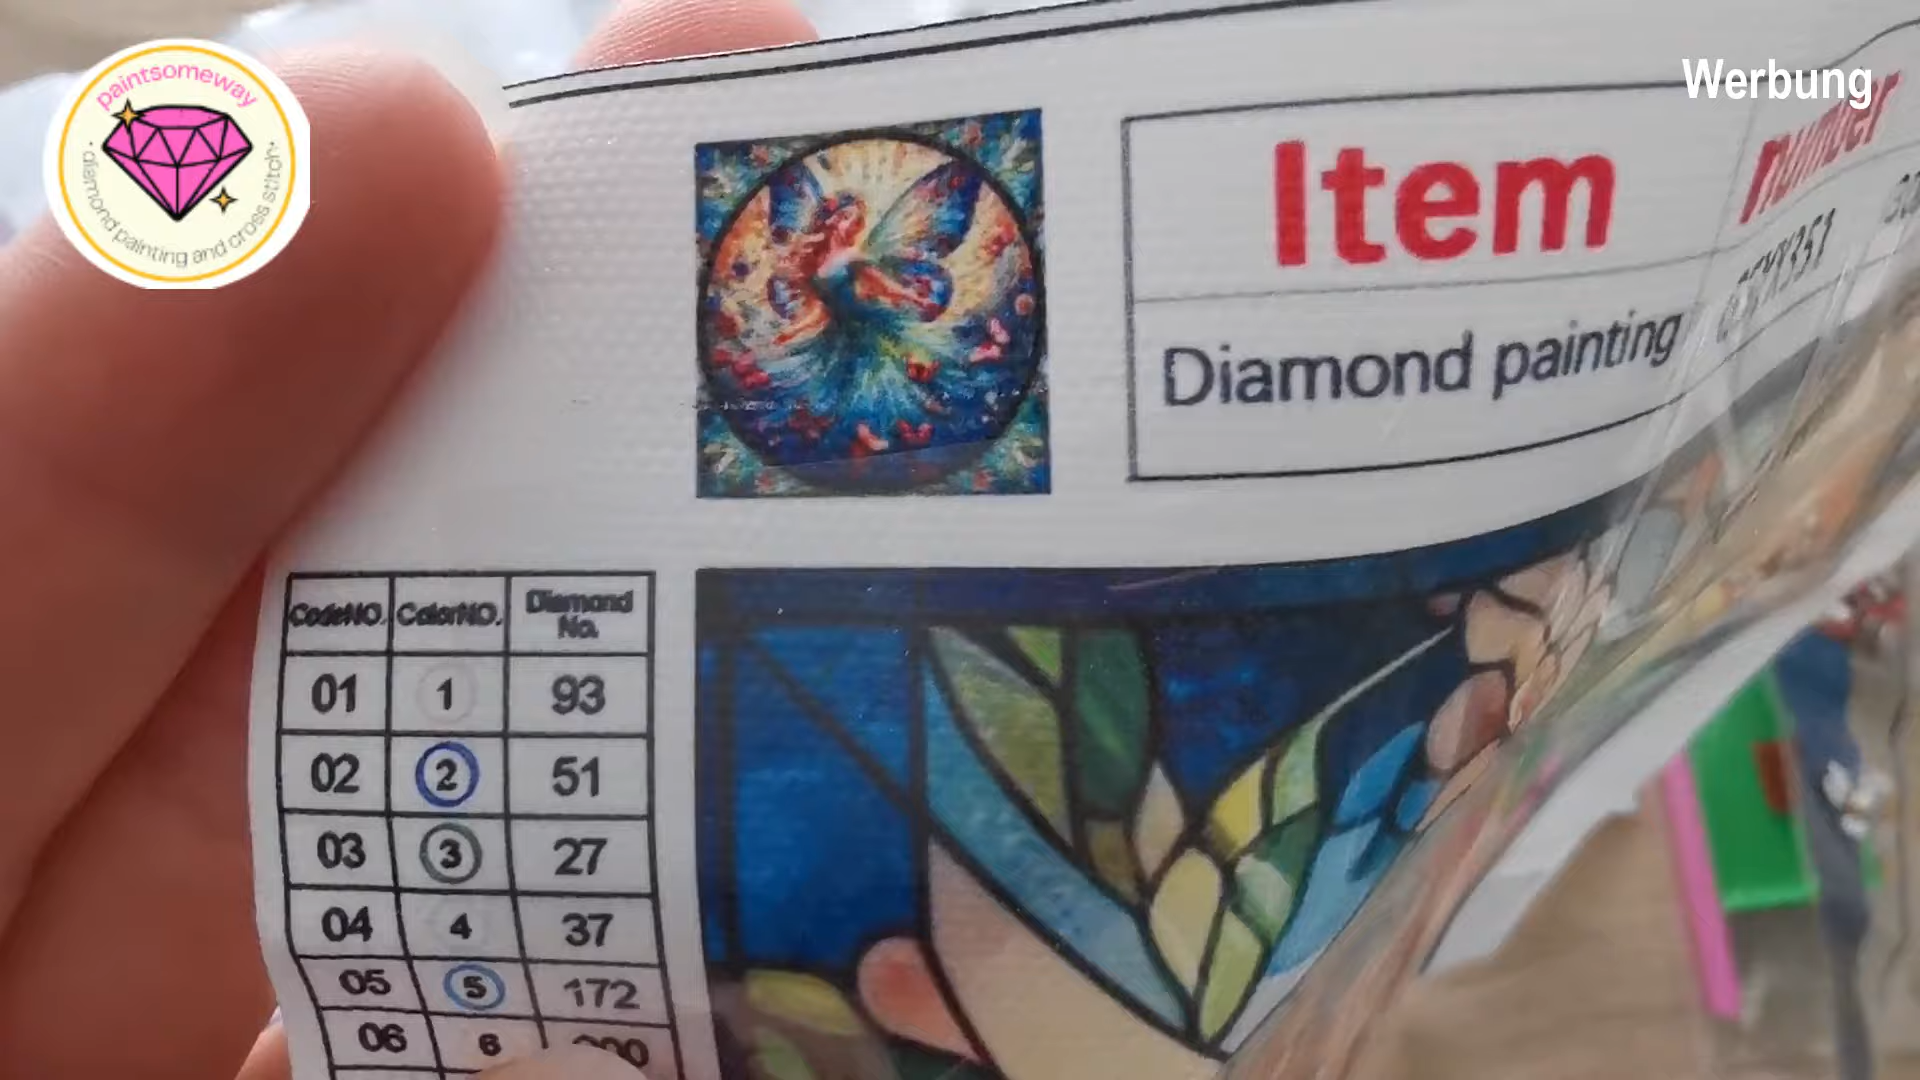 paintsomeway
diamond painting and cross stitch
Werbung
Item number
Diamond painting
CodeNO. ColorNO. Diamond No.
01 1 93
02 2 51
03 3 27
04 4 37
05 5 172
06 6